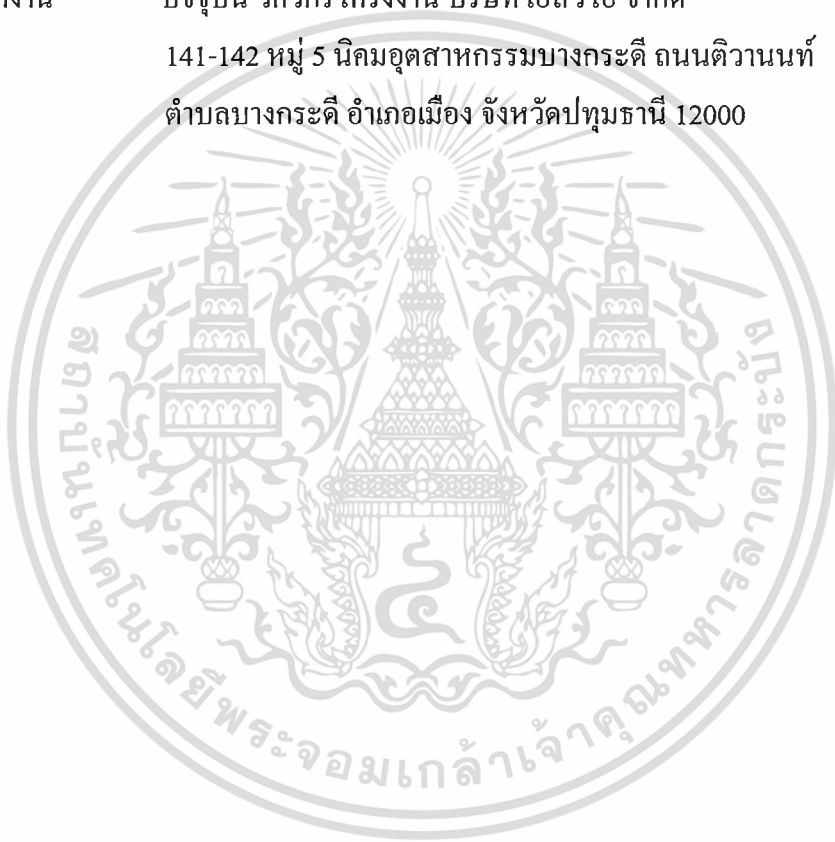 141-142 หมู่ 5 นิคมอุตสาหกรรมบางกระดี ถนนติวานนท์
ตำบลบางกระดี อำเภอเมือง จังหวัดปทุมธานี 12000
สถาบันเทคโนโลยีพระจอมเกล้าเจ้าคุณทหารลาดกระบัง